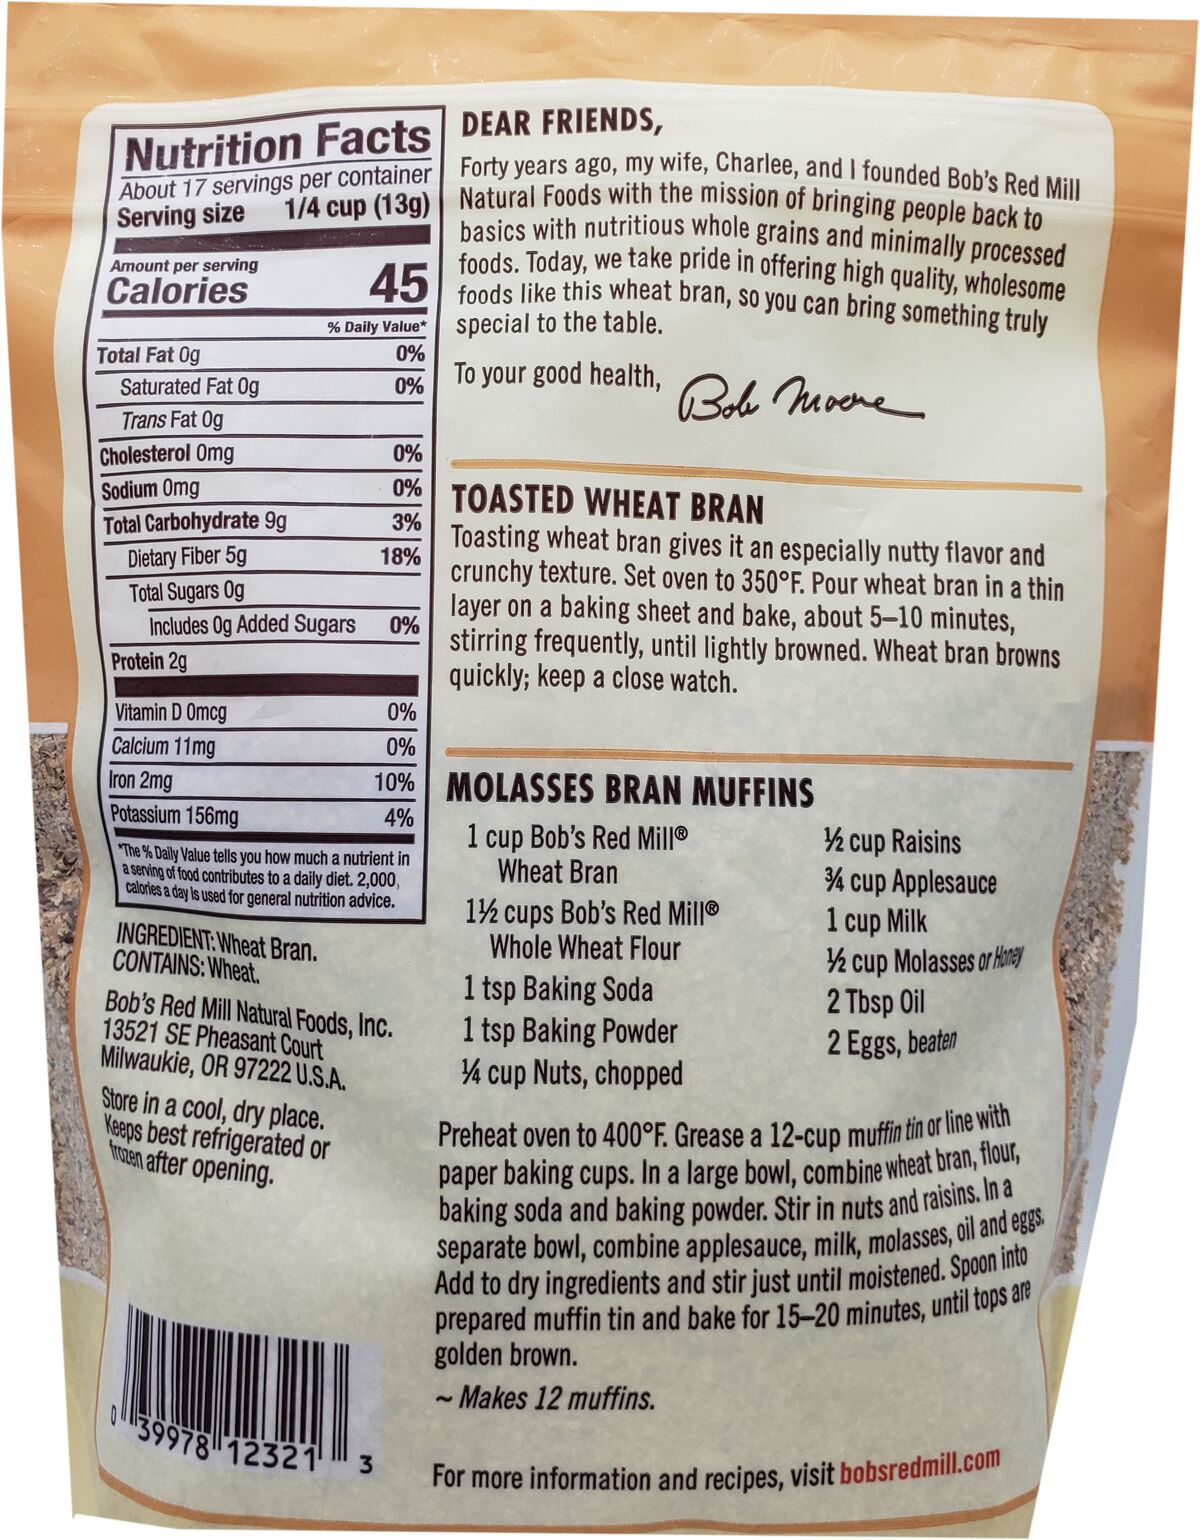 Nutrition Facts
About 17 servings per container
Serving size 1/4 cup (13g)
Amount per serving
Calories 45
% Daily Value*
Total Fat 0g 0%
Saturated Fat 0g 0%
Trans Fat 0g
Cholesterol 0mg 0%
Sodium 0mg 0%
Total Carbohydrate 9g 3%
Dietary Fiber 5g 18%
Total Sugars 0g
Includes 0g Added Sugars 0%
Protein 2g
Vitamin D 0mcg 0%
Calcium 11mg 0%
Iron 2mg 10%
Potassium 156mg 4%
*The % Daily Value tells you how much a nutrient in
a serving of food contributes to a daily diet. 2,000
calories a day is used for general nutrition advice.
INGREDIENT: Wheat Bran.
CONTAINS: Wheat.
Bob's Red Mill Natural Foods, Inc.
13521 SE Pheasant Court
Milwaukie, OR 97222 U.S.A.
Store in a cool, dry place.
Keeps best refrigerated or
frozen after opening.
0 39978 12321 3
DEAR FRIENDS,
Forty years ago, my wife, Charlee, and I founded Bob's Red Mill
Natural Foods with the mission of bringing people back to
basics with nutritious whole grains and minimally processed
foods. Today, we take pride in offering high quality, wholesome
foods like this wheat bran, so you can bring something truly
special to the table.
To your good health,
Bob Moore
TOASTED WHEAT BRAN
Toasting wheat bran gives it an especially nutty flavor and
crunchy texture. Set oven to 350°F. Pour wheat bran in a thin
layer on a baking sheet and bake, about 5–10 minutes,
stirring frequently, until lightly browned. Wheat bran browns
quickly; keep a close watch.
MOLASSES BRAN MUFFINS
1 cup Bob's Red Mill®
Wheat Bran
1½ cups Bob's Red Mill®
Whole Wheat Flour
1 tsp Baking Soda
1 tsp Baking Powder
¼ cup Nuts, chopped
½ cup Raisins
¾ cup Applesauce
1 cup Milk
½ cup Molasses or Honey
2 Tbsp Oil
2 Eggs, beaten
Preheat oven to 400°F. Grease a 12-cup muffin tin or line with
paper baking cups. In a large bowl, combine wheat bran, flour,
baking soda and baking powder. Stir in nuts and raisins. In a
separate bowl, combine applesauce, milk, molasses, oil and eggs.
Add to dry ingredients and stir just until moistened. Spoon into
prepared muffin tin and bake for 15–20 minutes, until tops are
golden brown.
~ Makes 12 muffins.
For more information and recipes, visit bobsredmill.com